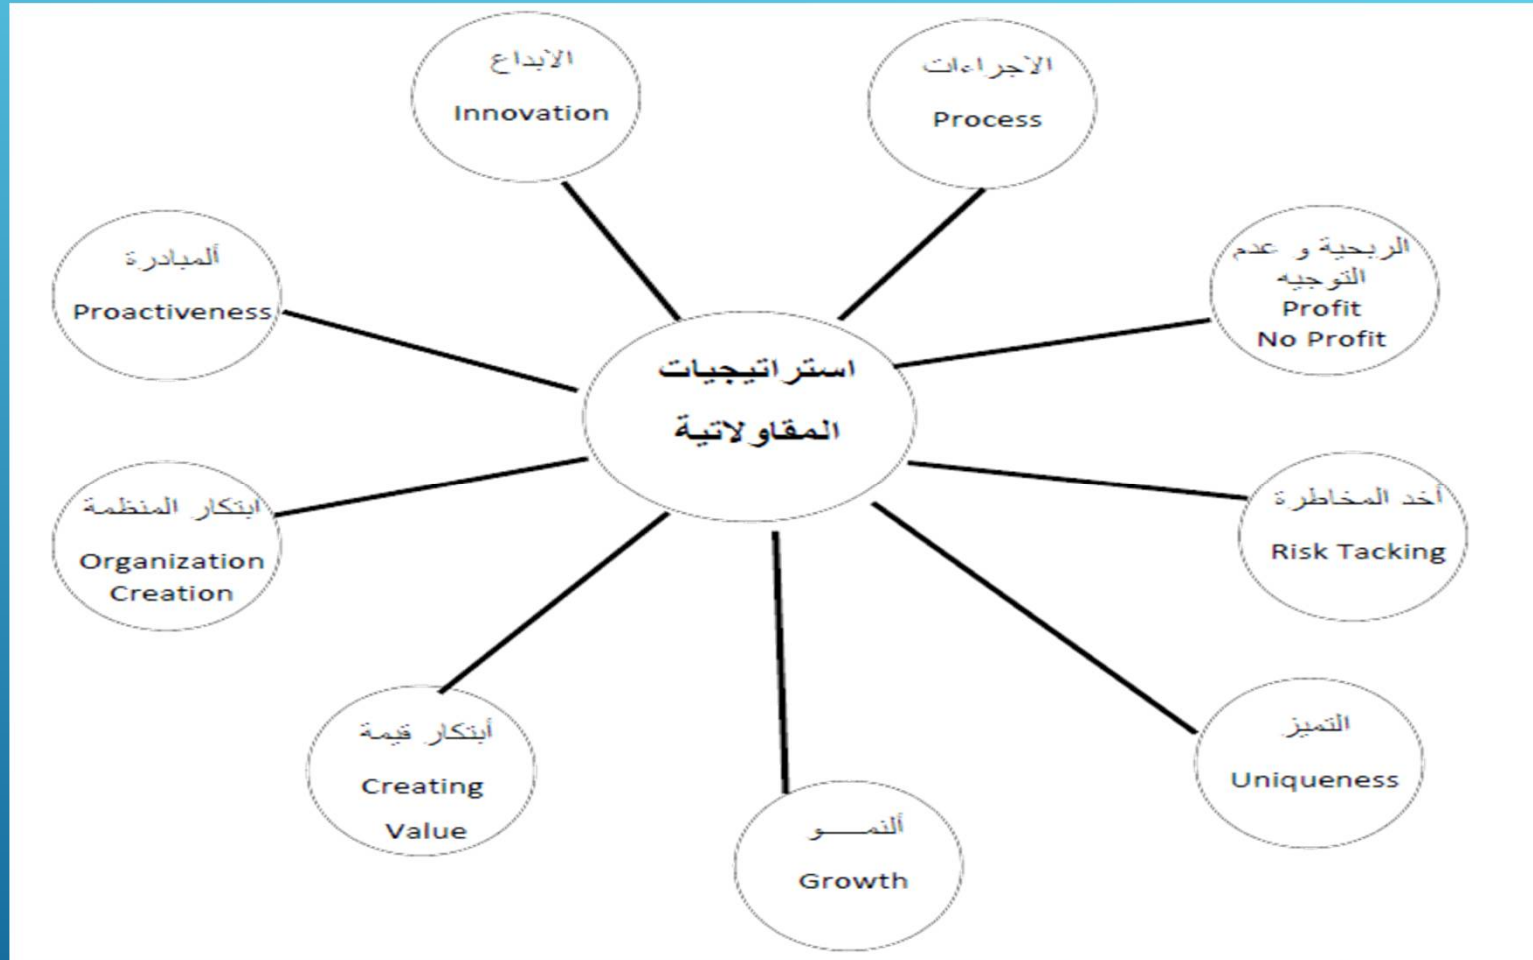 الابداع
Innovation
الاجراءات
Process
ألمبادرة
Proactiveness
الربحية و عدم
التوجيه
Profit
No Profit
استراتيجيات
المقاولاتية
ابتكار المنظمة
Organization
Creation
أخد المخاطرة
Risk Tacking
أبتكار قيمة
Creating
Value
ألنمـــو
Growth
التميز
Uniqueness